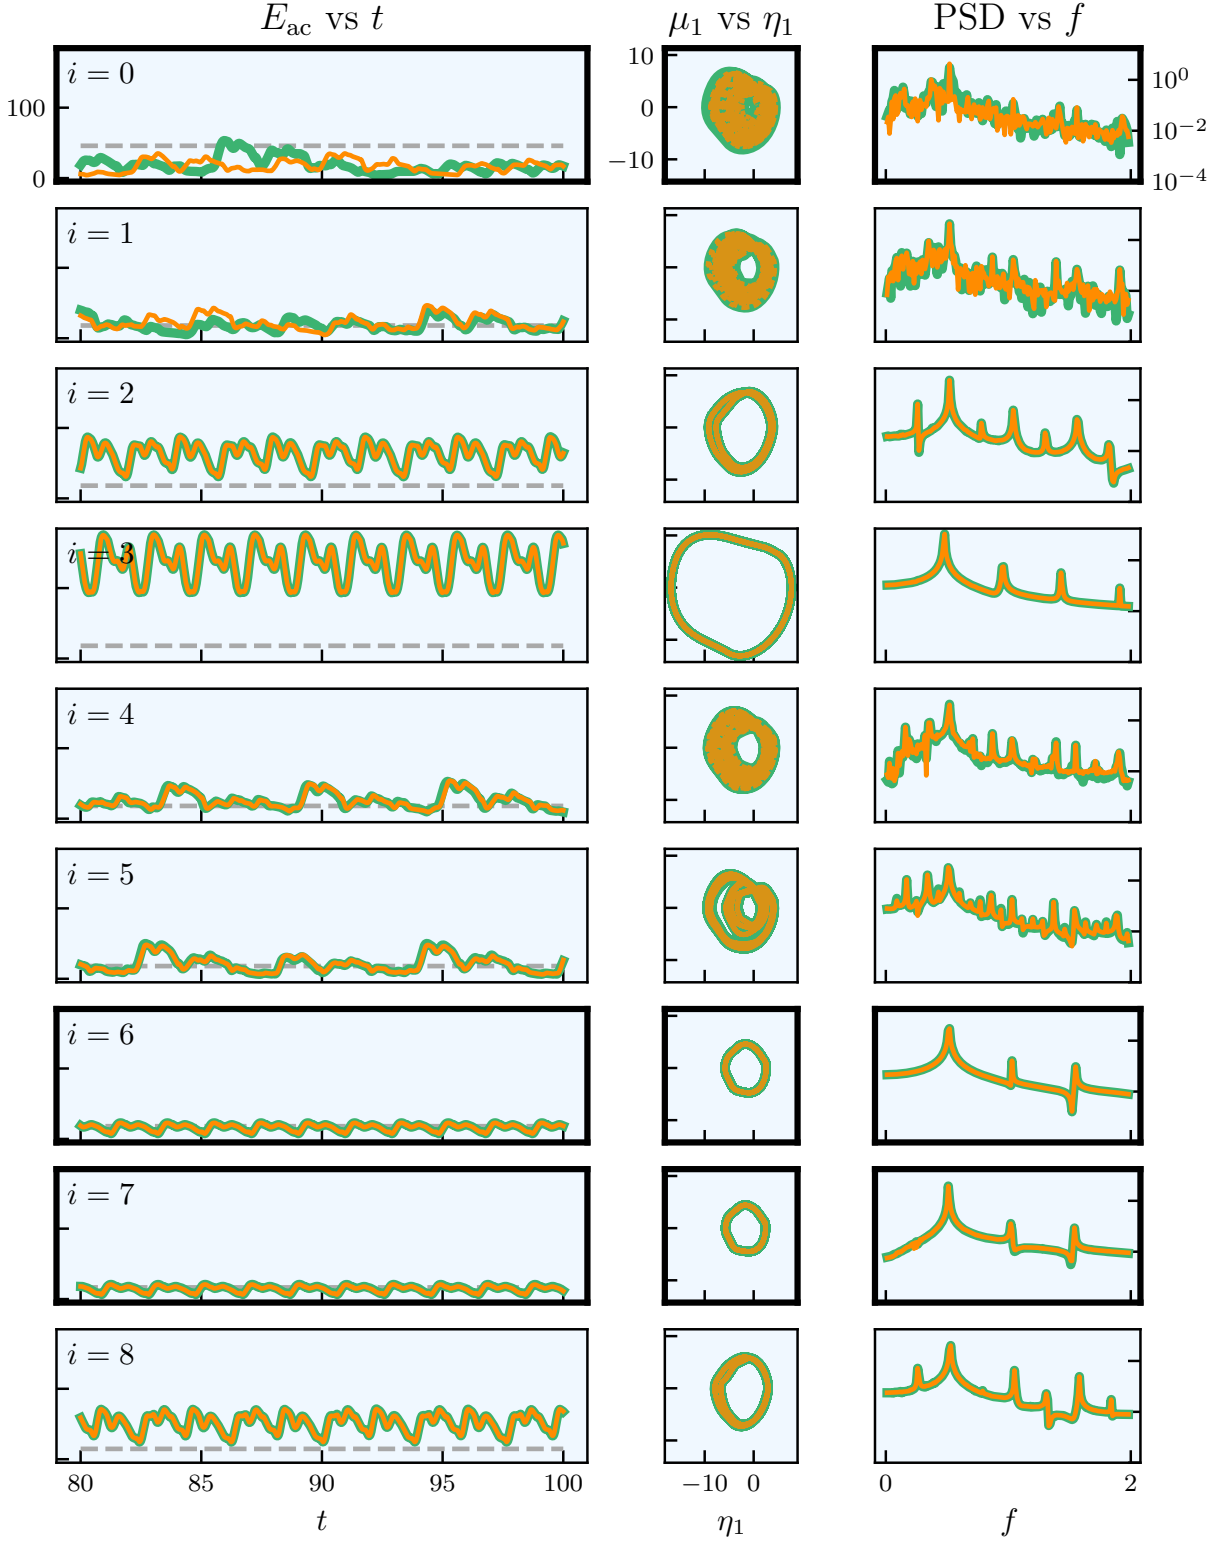 E_ac vs t
μ_1 vs η_1
PSD vs f
i = 0
100
0
10
0
−10
10^0
10^−2
10^−4
i = 1
i = 2
i = 3
i = 4
i = 5
i = 6
i = 7
i = 8
80
85
90
95
100
−10
0
0
2
t
η_1
f